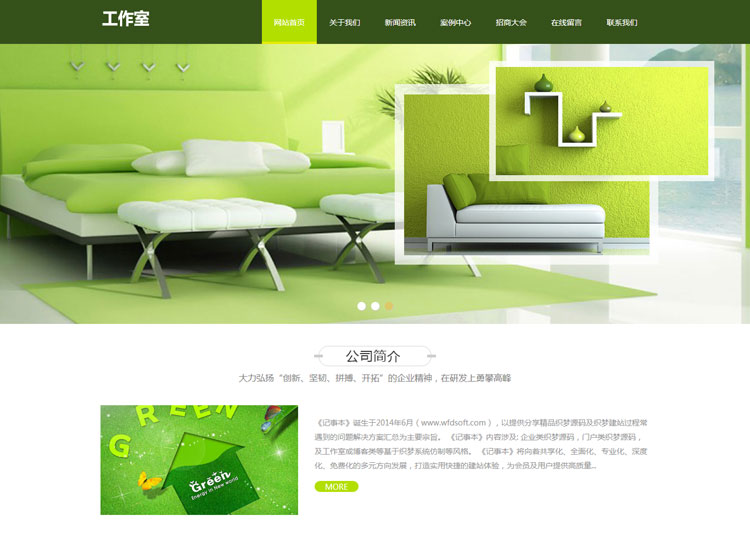 工作室
网站首页 关于我们 新闻资讯 案例中心 招商大会 在线留言 联系我们
公司简介
大力弘扬“创新、坚韧、拼搏、开拓”的企业精神，在研发上勇攀高峰
GREEN
Green
Energy in New world
《记事本》诞生于2014年6月（www.wfdsoft.com），以提供分享精品织梦源码及织梦建站过程常
遇到的问题解决方案汇总为主要宗旨。 《记事本》内容涉及: 企业类织梦源码，门户类织梦源码，
及工作室或博客类等基于织梦系统仿制等风格。 《记事本》将向着共享化、全面化、专业化、深度
化、免费化的多元方向发展，打造实用快捷的建站体验，为会员及用户提供高质量...
MORE